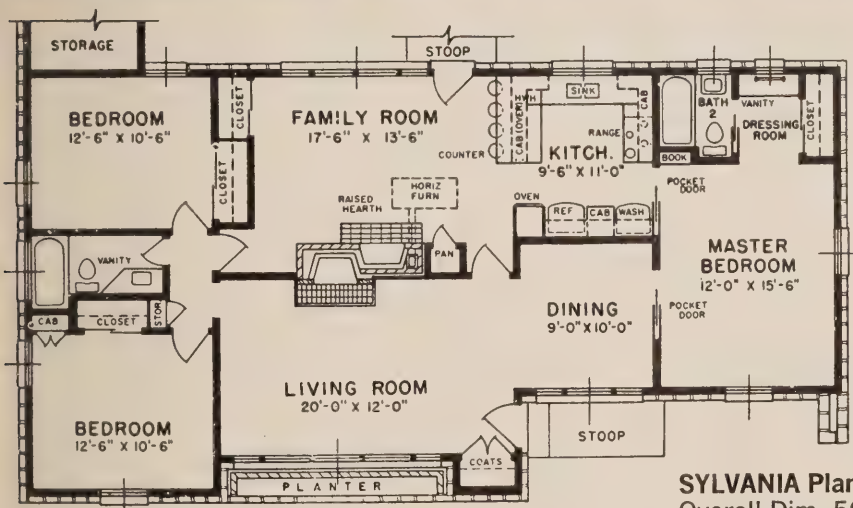 STORAGE
STOOP
BEDROOM
12'-6" X 10'-6"
CLOSET
CLOSET
FAMILY ROOM
17'-6" X 13'-6"
COUNTER
CAB (OVER)
HWH
SINK
CAB
RANGE
KITCH.
9'-6" X 11'-0"
BATH
2
VANITY
DRESSING
ROOM
CLOSET
BOOK
POCKET
DOOR
RAISED
HEARTH
HORIZ
FURN
OVEN
REF
CAB
WASH
PAN
VANITY
CAB
CLOSET
STOR
MASTER
BEDROOM
12'-0" X 15'-6"
DINING
9'-0" X 10'-0"
POCKET
DOOR
LIVING ROOM
20'-0" X 12'-0"
BEDROOM
12'-6" X 10'-6"
COATS
STOOP
PLANTER
SYLVANIA Plan
Overall Dim.